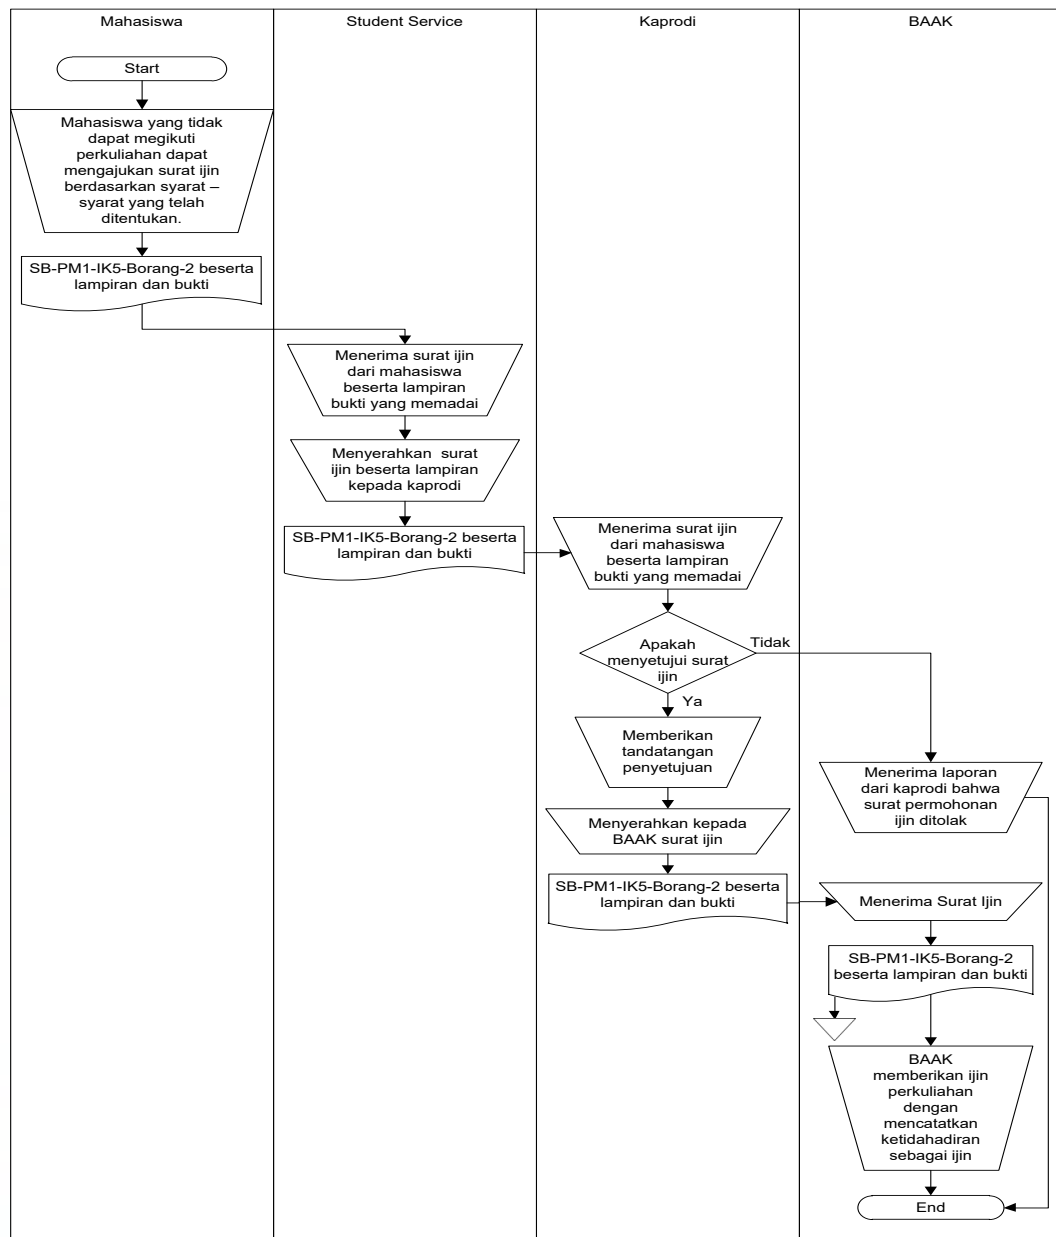 Mahasiswa
Student Service
Kaprodi
BAAK
Start
Mahasiswa yang tidak
dapat megikuti
perkuliahan dapat
mengajukan surat ijin
berdasarkan syarat –
syarat yang telah
ditentukan.
SB-PM1-IK5-Borang-2 beserta
lampiran dan bukti
Menerima surat ijin
dari mahasiswa
beserta lampiran
bukti yang memadai
Menyerahkan surat
ijin beserta lampiran
kepada kaprodi
SB-PM1-IK5-Borang-2 beserta
lampiran dan bukti
Menerima surat ijin
dari mahasiswa
beserta lampiran
bukti yang memadai
Apakah
menyetujui surat
ijin
Tidak
Ya
Memberikan
tandatangan
penyetujuan
Menerima laporan
dari kaprodi bahwa
surat permohonan
ijin ditolak
Menyerahkan kepada
BAAK surat ijin
SB-PM1-IK5-Borang-2 beserta
lampiran dan bukti
Menerima Surat Ijin
SB-PM1-IK5-Borang-2
beserta lampiran dan bukti
BAAK
memberikan ijin
perkuliahan
dengan
mencatatkan
ketidahadiran
sebagai ijin
End